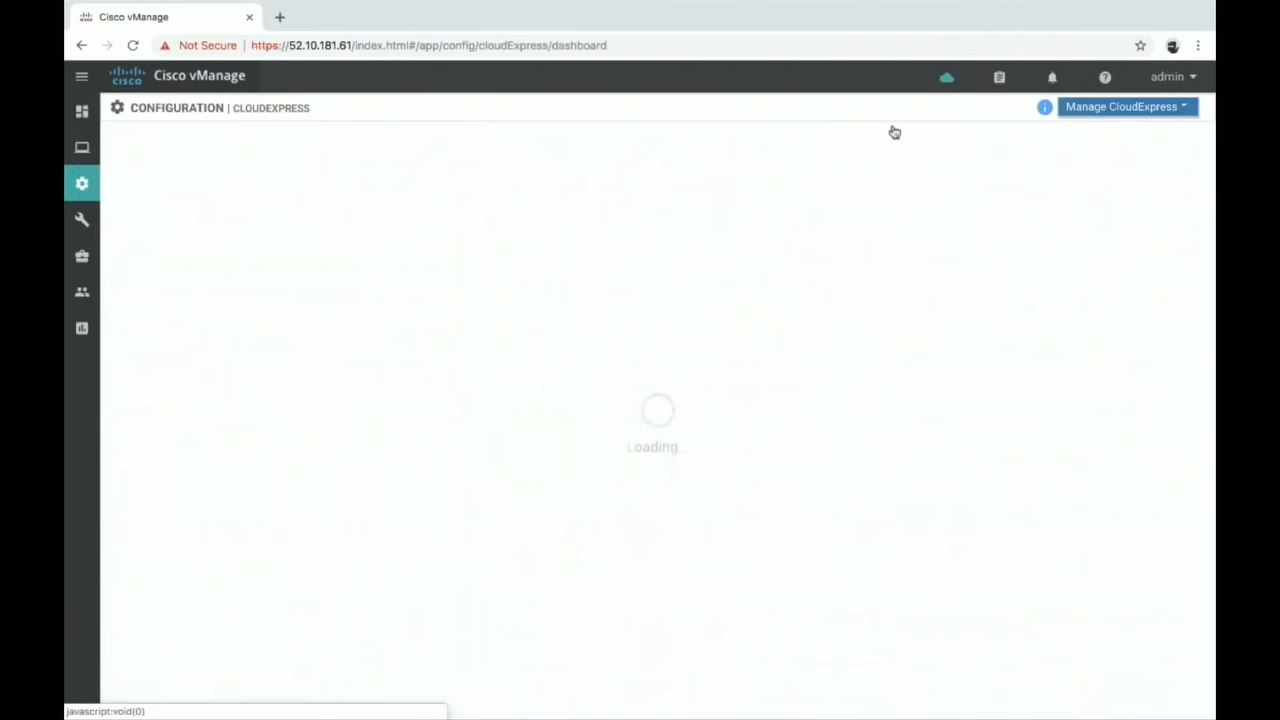 Cisco vManage
Not Secure | https://52.10.181.61/index.html#/app/config/cloudExpress/dashboard
CISCO Cisco vManage admin
CONFIGURATION | CLOUDEXPRESS Manage CloudExpress
Loading
javascript:void(0)